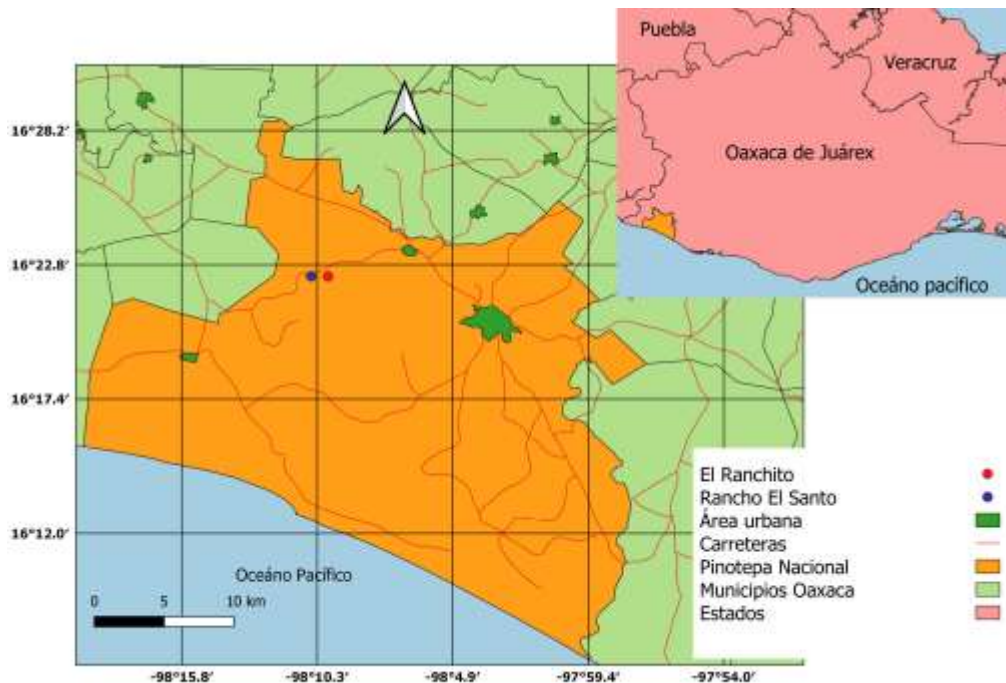 Puebla
Veracruz
Oaxaca de Juárex
Oceáno pacífico
16°28.2'
16°22.8'
16°17.4'
16°12.0'
El Ranchito
Rancho El Santo
Área urbana
Carreteras
Pinotepa Nacional
Municipios Oaxaca
Estados
Oceáno Pacífico
0 5 10 km
-98°15.8' -98°10.3' -98°4.9' -97°59.4' -97°54.0'